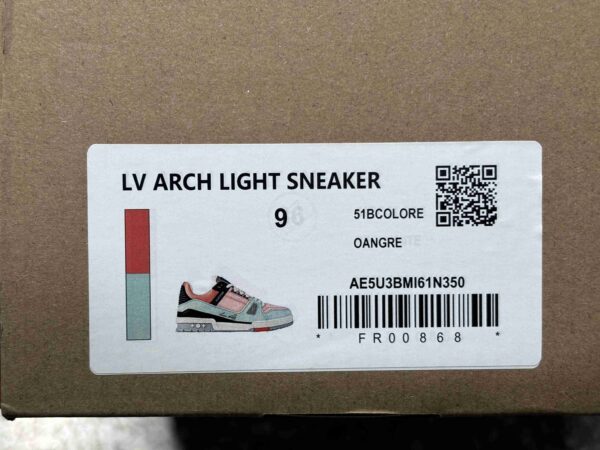 LV ARCH LIGHT SNEAKER
9
51BCOLORE
OANGRE
AE5U3BMI61N350
* FR00868 *